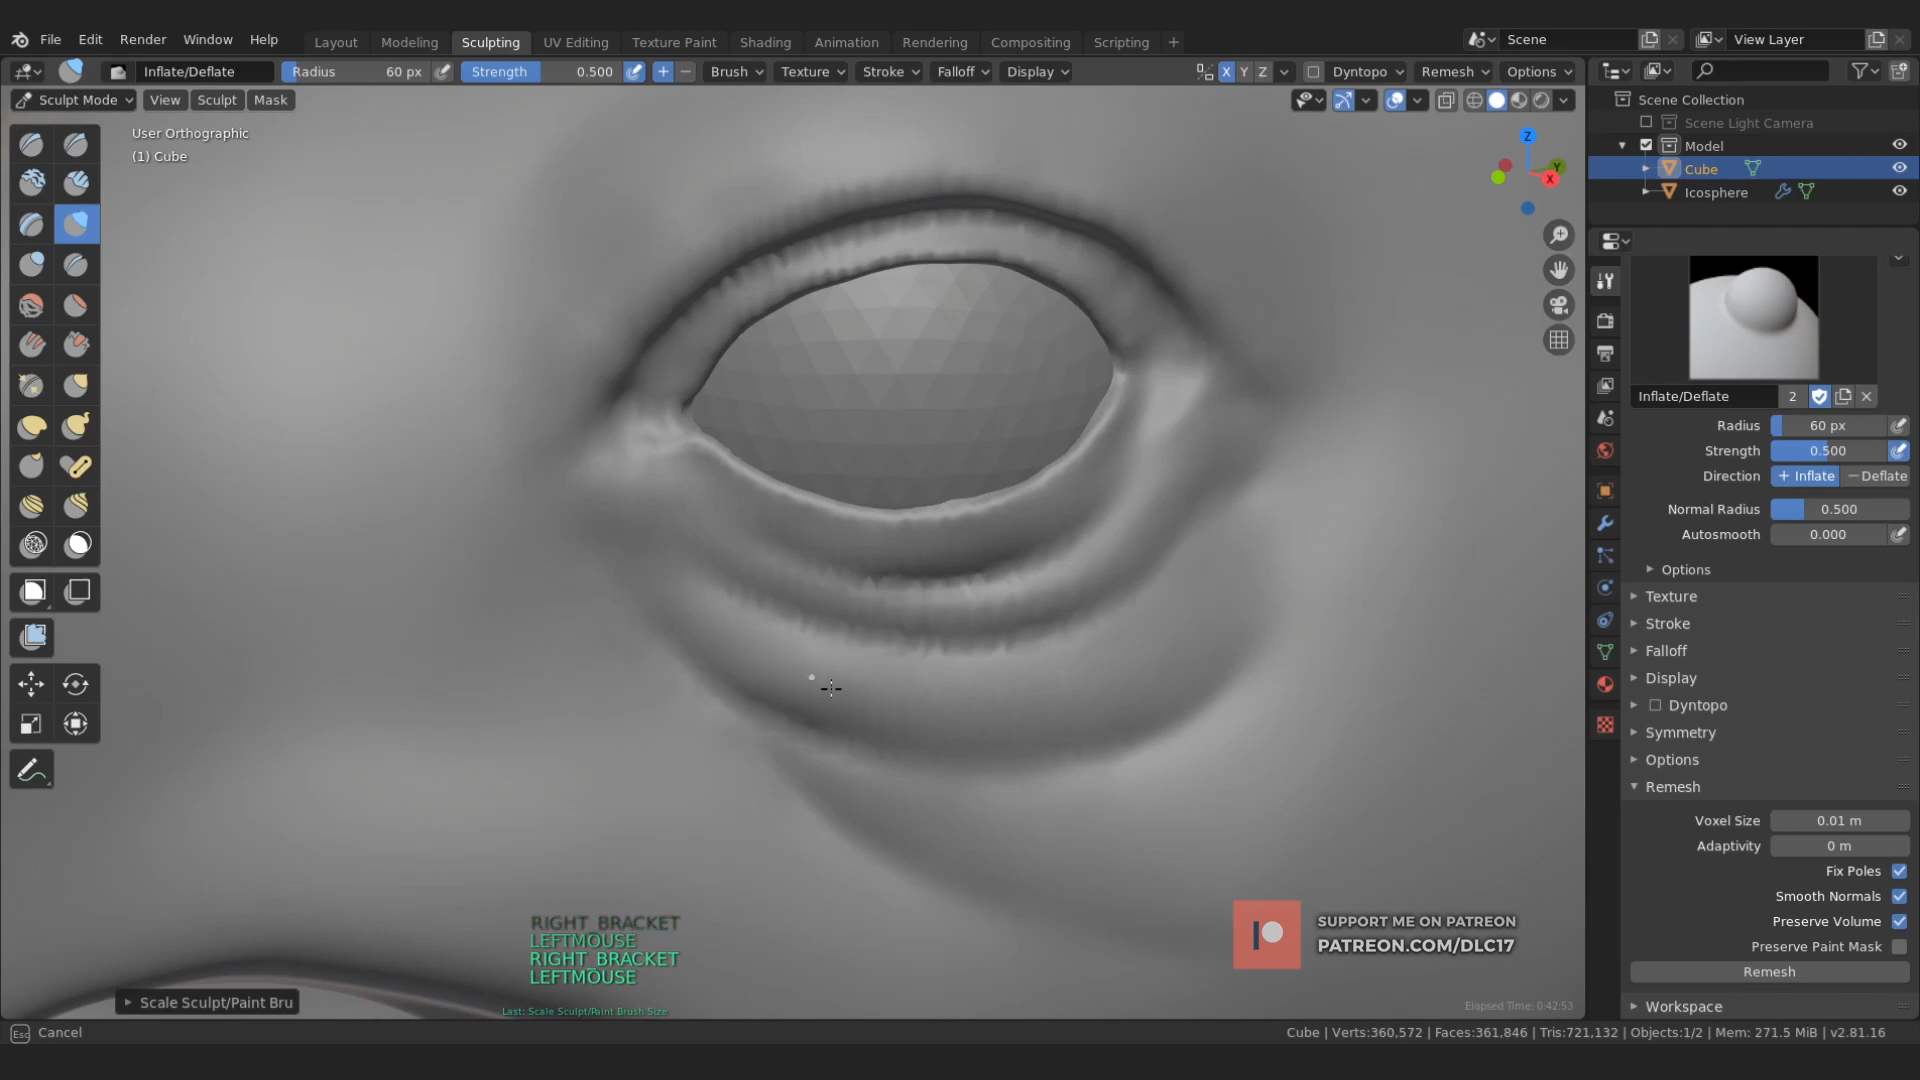 File Edit Render Window Help Layout Modeling Sculpting UV Editing Texture Paint Shading Animation Rendering Compositing Scripting + Scene View Layer
Inflate/Deflate Radius 60 px Strength 0.500 + − Brush Texture Stroke Falloff Display X Y Z Dyntopo Remesh Options
Sculpt Mode View Sculpt Mask
User Orthographic
(1) Cube
Z
Y
X
Scene Collection
Scene Light Camera
Model
Cube
Icosphere
Inflate/Deflate 2
Radius 60 px
Strength 0.500
Direction + Inflate − Deflate
Normal Radius 0.500
Autosmooth 0.000
Options
Texture
Stroke
Falloff
Display
Dyntopo
Symmetry
Options
Remesh
Voxel Size 0.01 m
Adaptivity 0 m
Fix Poles
Smooth Normals
Preserve Volume
Preserve Paint Mask
Remesh
Workspace
RIGHT_BRACKET
LEFTMOUSE
RIGHT_BRACKET
LEFTMOUSE
Last: Scale Sculpt/Paint Brush Size
SUPPORT ME ON PATREON
PATREON.COM/DLC17
Scale Sculpt/Paint Bru
Elapsed Time: 0:42:53
Esc Cancel
Cube | Verts:360,572 | Faces:361,846 | Tris:721,132 | Objects:1/2 | Mem: 271.5 MiB | v2.81.16